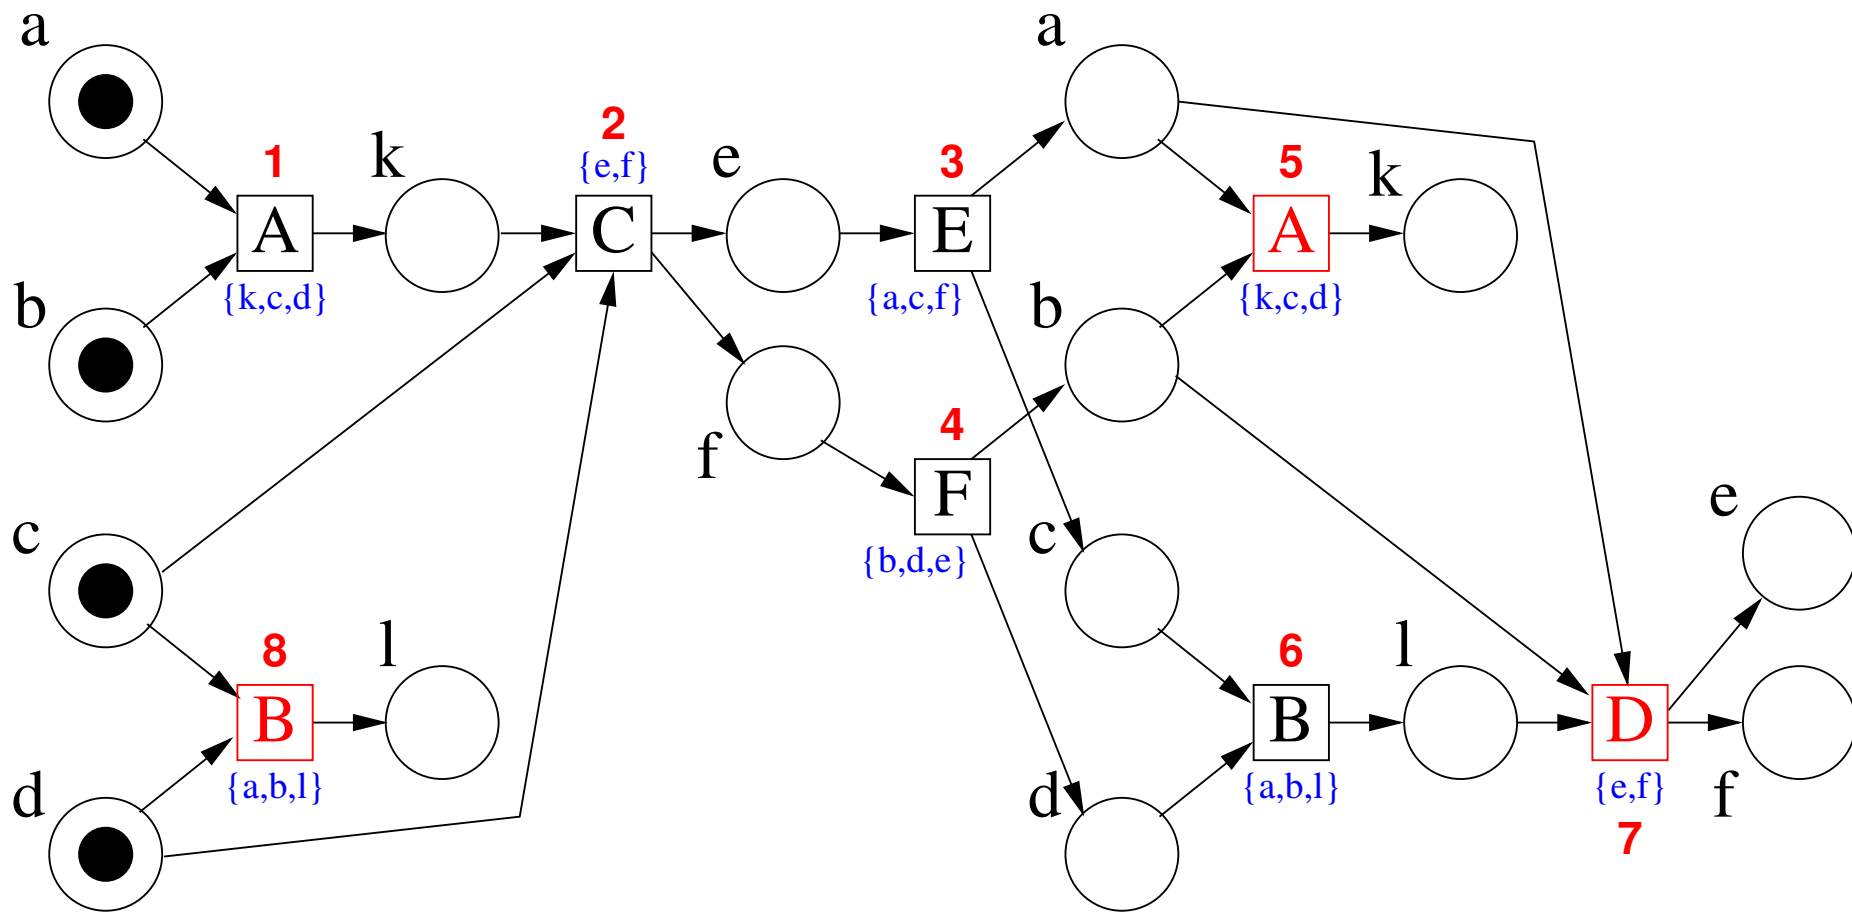 a
a
2
1
k
{e,f}
e
3
5
k
A
C
E
A
b
{k,c,d}
{a,c,f}
b
{k,c,d}
4
f
F
c
c
{b,d,e}
e
8
l
6
l
B
B
D
d
{a,b,l}
d
{a,b,l}
{e,f}
f
7